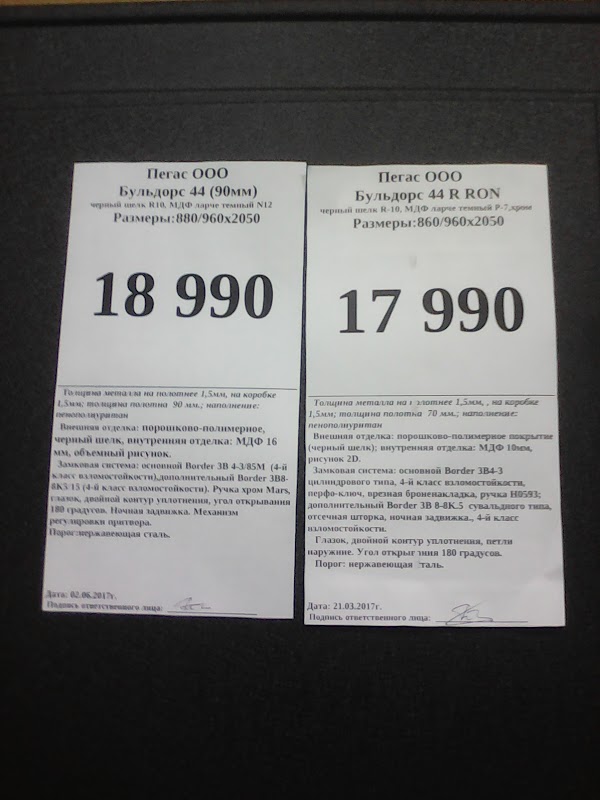 Пегас ООО
Бульдорс 44 (90мм)
черный шелк R10, МДФ ларче темный N12
Размеры:880/960х2050
18 990
Толщина металла на полотнее 1,5мм, на коробке
1,5мм; толщина полотна 90 мм.; наполнение:
пенополиуритан
Внешняя отделка: порошково-полимерное,
черный шелк, внутренняя отделка: МДФ 16
мм, объемный рисунок.
Замковая система: основной Border 3В 4-3/85М (4-й
класс взломостойкости),дополнительный Border 3В8-
8К5/15 (4-й класс взломостойкости). Ручка хром Mars,
глазок, двойной контур уплотнения, угол открывания
180 градусов. Ночная задвижка. Механизм
регулировки притвора.
Порог:нержавеющая сталь.
Дата: 02.06.2017г.
Подпись ответственного лица:
Пегас ООО
Бульдорс 44 R RON
черный шелк R-10, МДФ ларче темный Р-7,хром
Размеры:860/960х2050
17 990
Толщина металла на полотнее 1,5мм, , на коробке
1,5мм; толщина полотка 70 мм.; наполнение:
пенополиуритан
Внешняя отделка: порошково-полимерное покрытие
(черный шелк); внутренняя отделка: МДФ 10мм,
рисунок 2D.
Замковая система: основной Border 3В4-3
цилиндрового типа, 4-й класс взломостойкости,
перфо-ключ, врезная броненакладка, ручка Н0593;
дополнительный Border 3В 8-8К.5 сувальдного типа,
отсечная шторка, ночная задвижка., 4-й класс
взломостойкости.
Глазок, двойной контур уплотнения, петли
наружние. Угол открытия 180 градусов.
Порог: нержавеющая сталь.
Дата: 21.03.2017г.
Подпись ответственного лица: